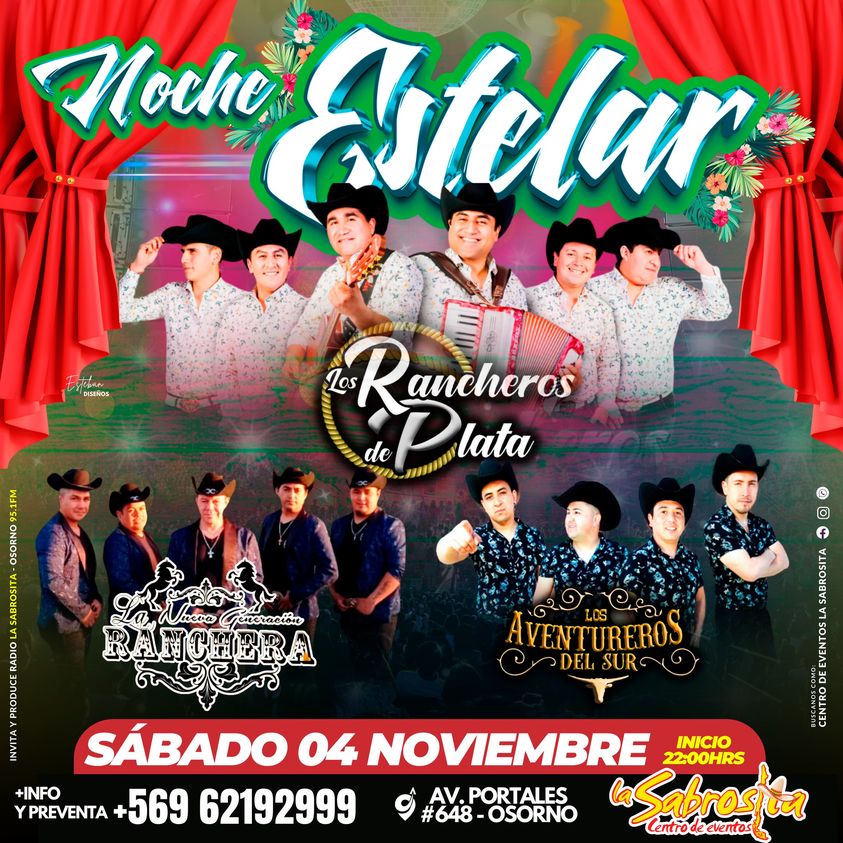 Noche Estelar
Los Rancheros
de Plata
Esteban
DISEÑOS
La Nueva Generación
RANCHERA
LOS
AVENTUREROS
DEL SUR
INVITA Y PRODUCE RADIO LA SABROSITA - OSORNO 95.1FM
BUSCANOS COMO:
CENTRO DE EVENTOS LA SABROSITA
SÁBADO 04 NOVIEMBRE
INICIO
22:00HRS
+INFO
Y PREVENTA +569 62192999
AV. PORTALES
#648 - OSORNO
la Sabrosita
Centro de eventos